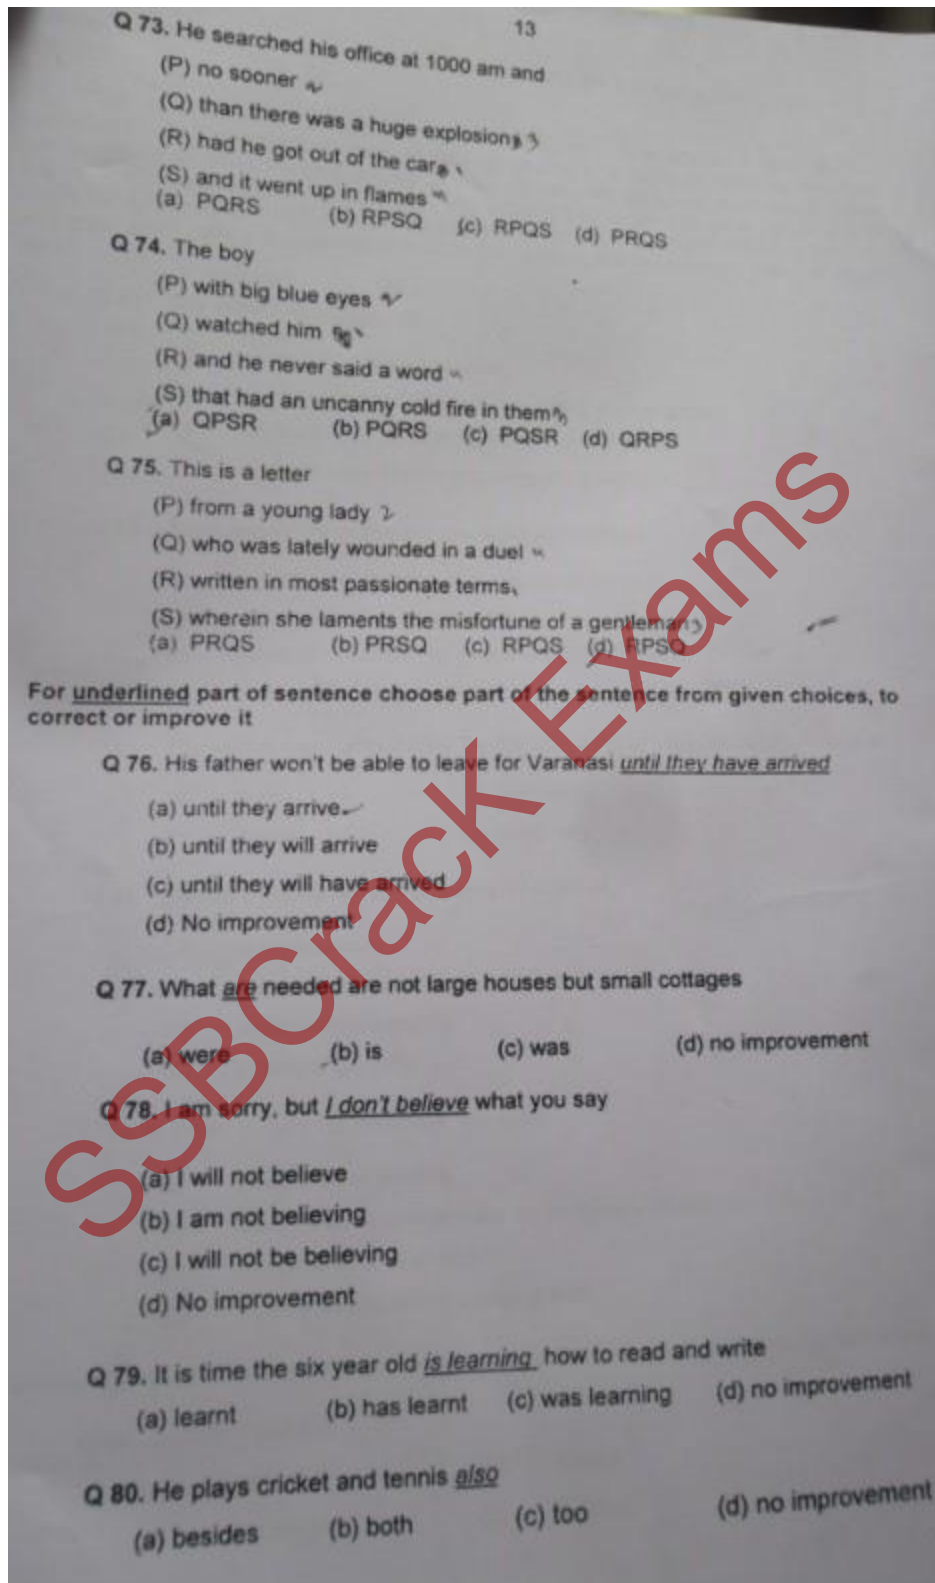 13
Q 73. He searched his office at 1000 am and
(P) no sooner
(Q) than there was a huge explosion
(R) had he got out of the car
(S) and it went up in flames
(a) PQRS (b) RPSQ (c) RPQS (d) PRQS
Q 74. The boy
(P) with big blue eyes
(Q) watched him
(R) and he never said a word
(S) that had an uncanny cold fire in them
(a) QPSR (b) PQRS (c) PQSR (d) QRPS
Q 75. This is a letter
(P) from a young lady 2
(Q) who was lately wounded in a duel
(R) written in most passionate terms
(S) wherein she laments the misfortune of a gentleman
(a) PRQS (b) PRSQ (c) RPQS (d) RPSQ
For underlined part of sentence choose part of the sentence from given choices, to
correct or improve it
Q 76. His father won't be able to leave for Varanasi until they have arrived
(a) until they arrive
(b) until they will arrive
(c) until they will have arrived
(d) No improvement
Q 77. What are needed are not large houses but small cottages
(a) were (b) is (c) was (d) no improvement
Q 78. I am sorry, but I don't believe what you say
(a) I will not believe
(b) I am not believing
(c) I will not be believing
(d) No improvement
Q 79. It is time the six year old is learning how to read and write
(a) learnt (b) has learnt (c) was learning (d) no improvement
Q 80. He plays cricket and tennis also
(a) besides (b) both (c) too (d) no improvement
SSBCrack Exams